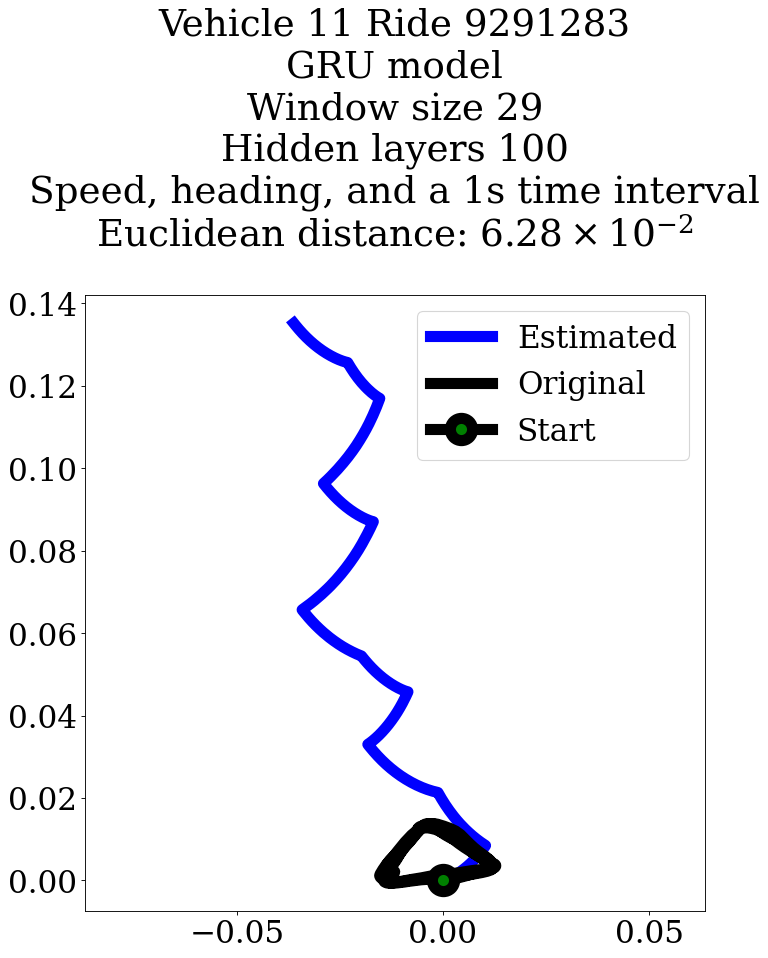 Vehicle 11 Ride 9291283
GRU model
Window size 29
Hidden layers 100
Speed, heading, and a 1s time interval
Euclidean distance: 6.28 × 10⁻²
0.14
0.12
0.10
0.08
0.06
0.04
0.02
0.00
Estimated
Original
Start
−0.05
0.00
0.05